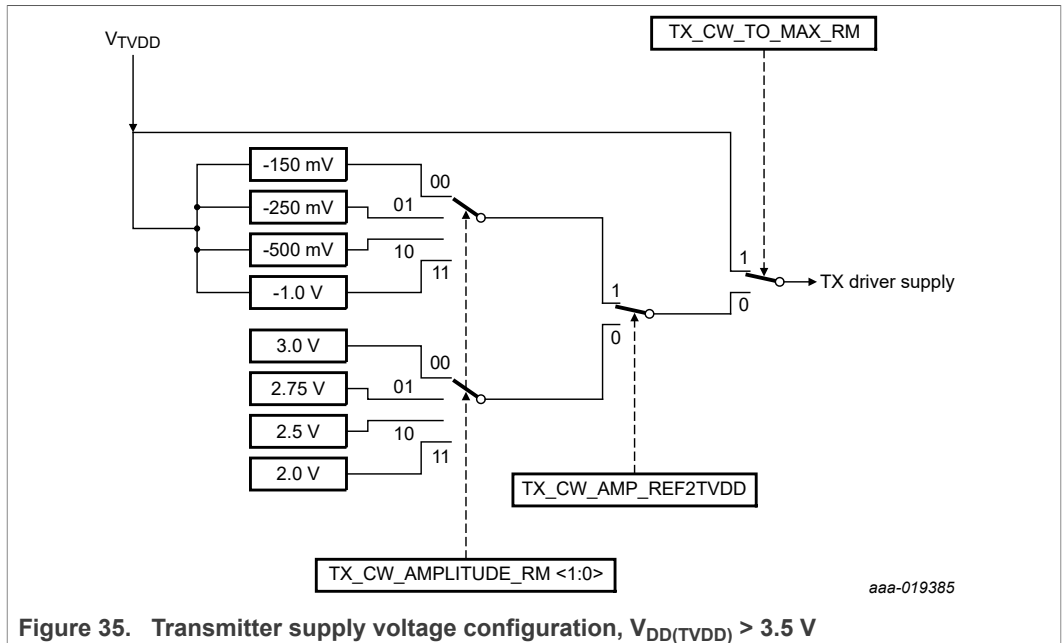 TX_CW_TO_MAX_RM
VTVDD
-150 mV
00
-250 mV
01
-500 mV
10
-1.0 V
11
1
TX driver supply
1
0
0
3.0 V
00
2.75 V
01
2.5 V
10
2.0 V
11
TX_CW_AMP_REF2TVDD
TX_CW_AMPLITUDE_RM <1:0>
aaa-019385
Figure 35. Transmitter supply voltage configuration, VDD(TVDD) > 3.5 V